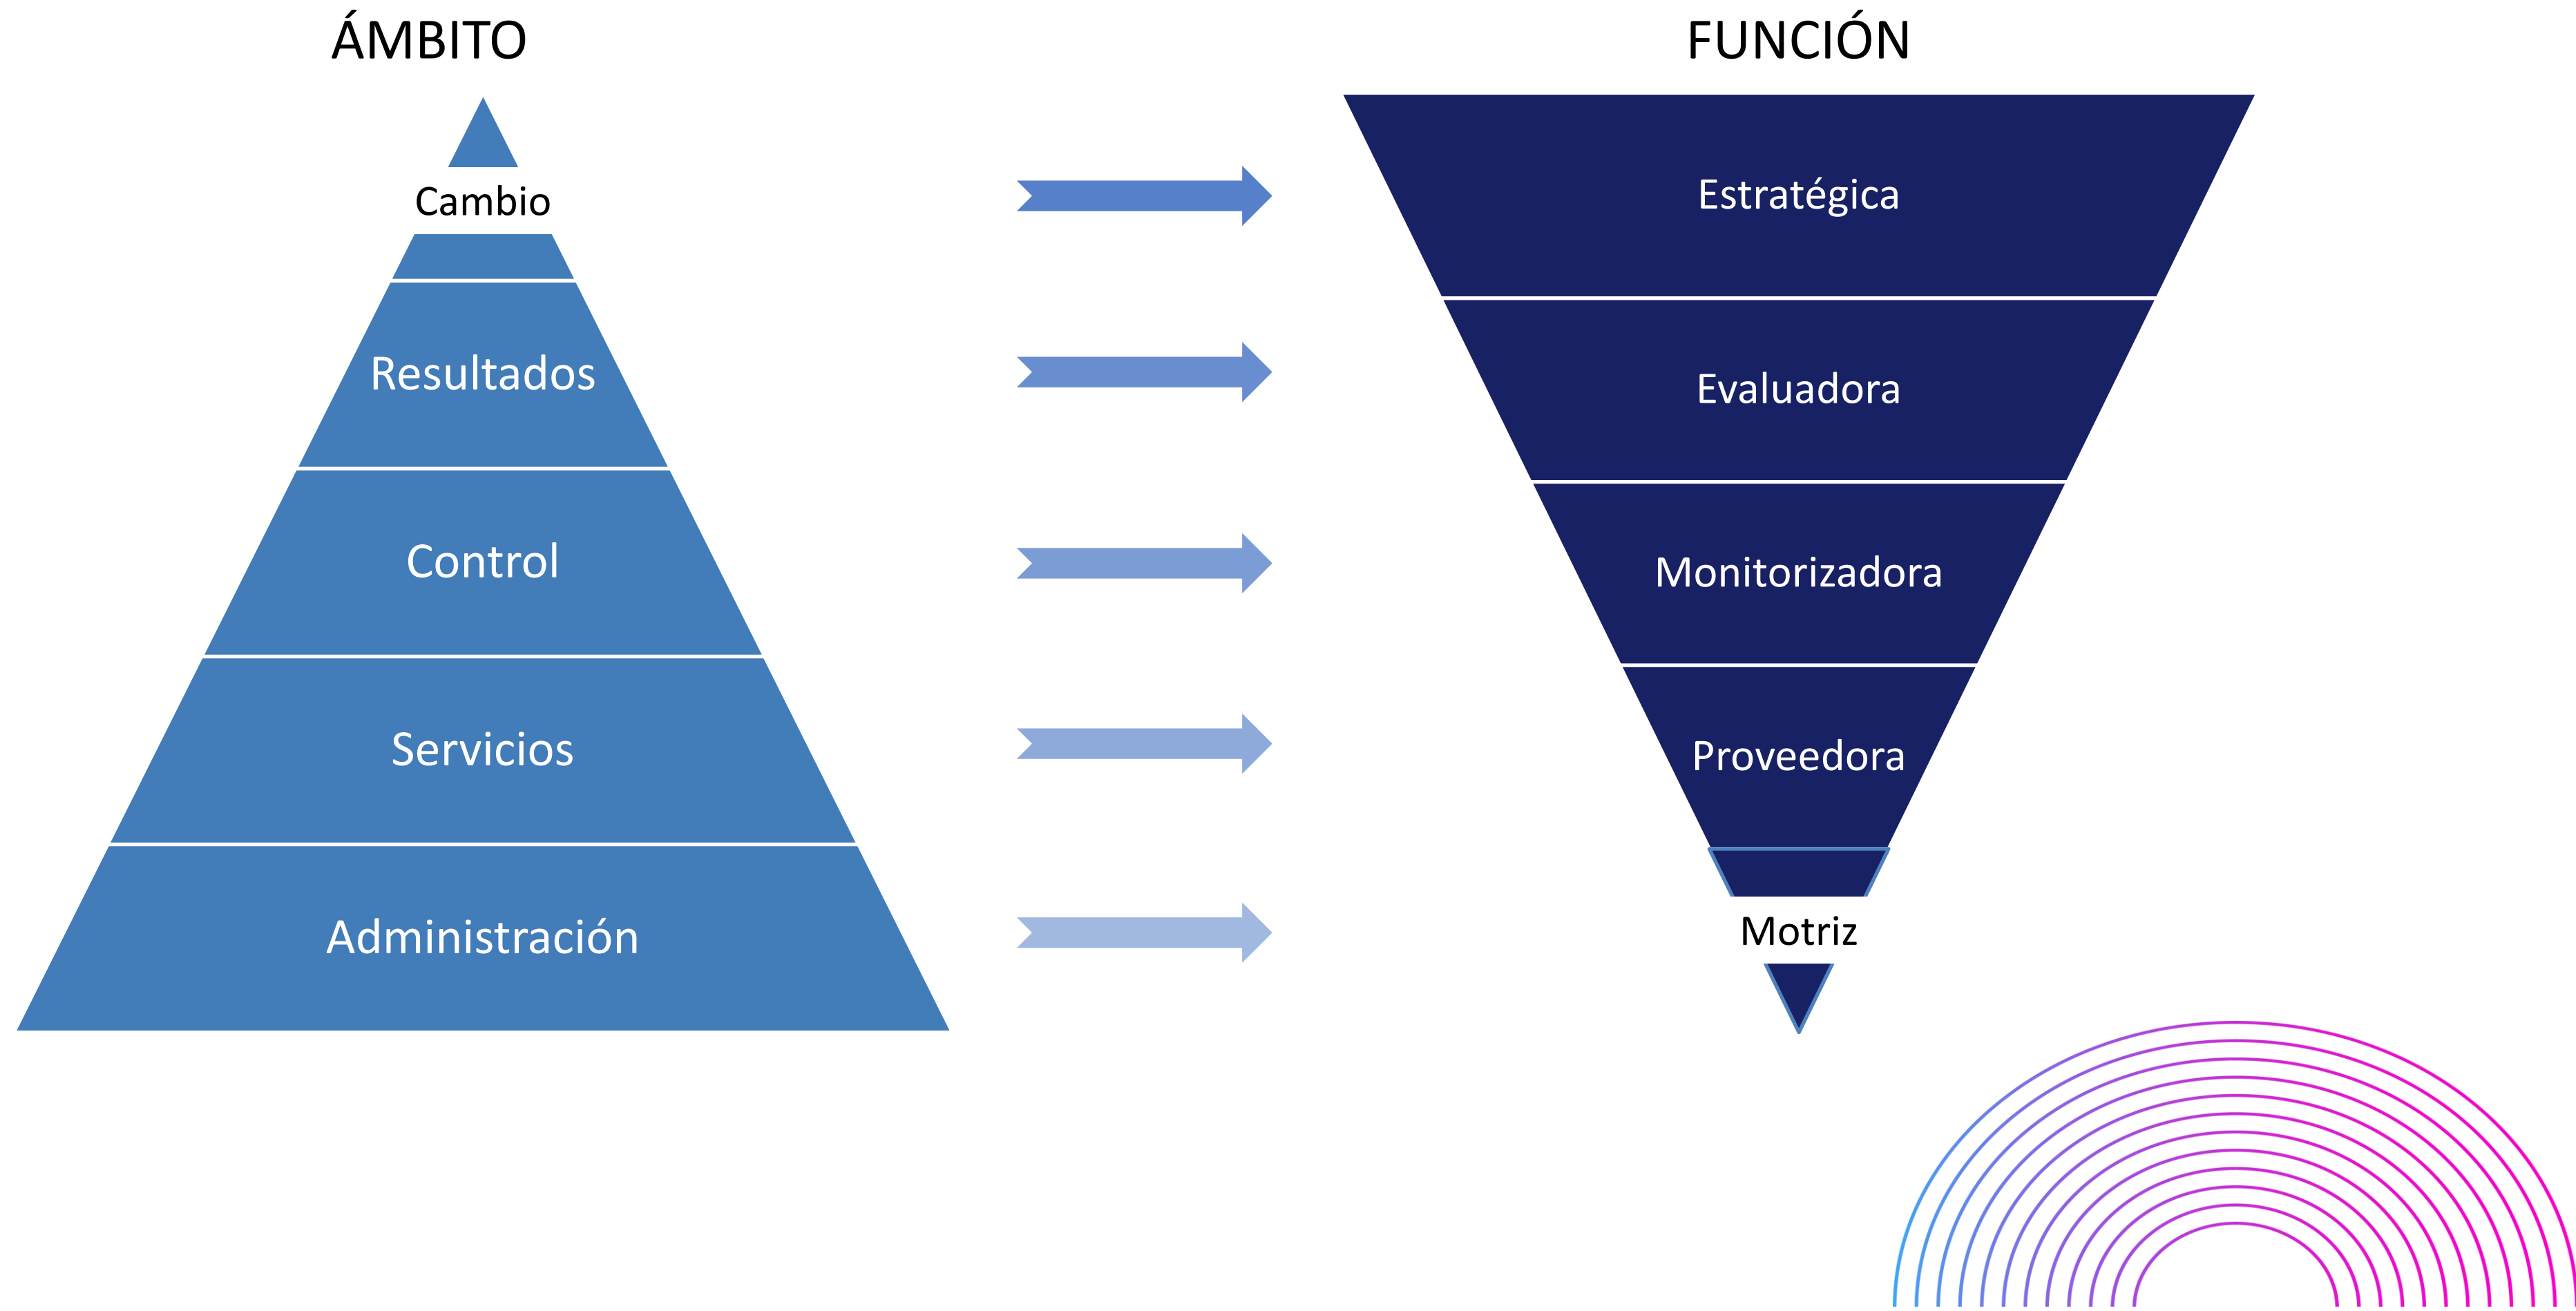 ÁMBITO
Cambio
Resultados
Control
Servicios
Administración
FUNCIÓN
Estratégica
Evaluadora
Monitorizadora
Proveedora
Motriz